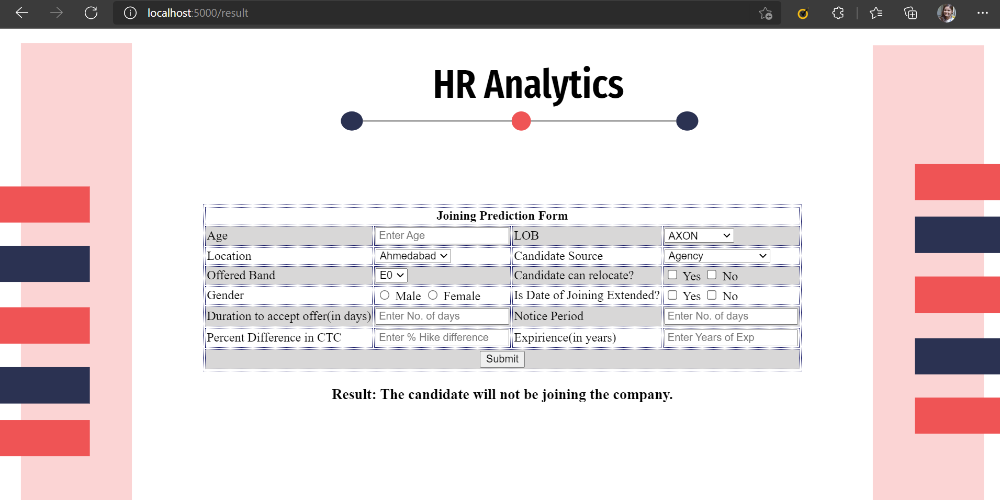 localhost:5000/result
HR Analytics
Joining Prediction Form
Age Enter Age LOB AXON
Location Ahmedabad Candidate Source Agency
Offered Band E0 Candidate can relocate? Yes No
Gender Male Female Is Date of Joining Extended? Yes No
Duration to accept offer(in days) Enter No. of days Notice Period Enter No. of days
Percent Difference in CTC Enter % Hike difference Expirience(in years) Enter Years of Exp
Submit
Result: The candidate will not be joining the company.